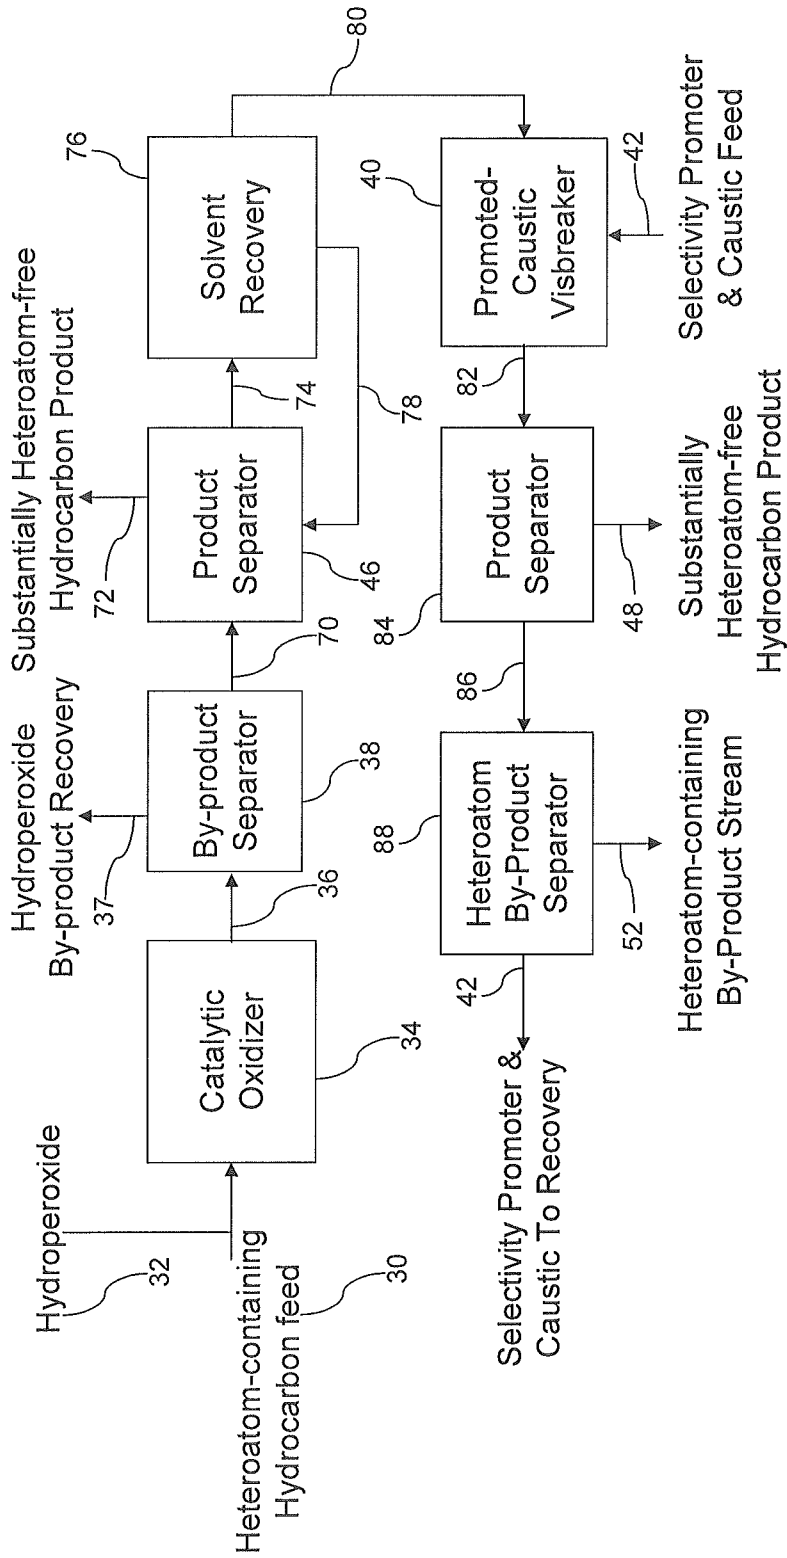 Hydroperoxide
32
Heteroatom-containing
Hydrocarbon feed
30
Catalytic
Oxidizer
34
36
Hydroperoxide
By-product Recovery
37
By-product
Separator
38
70
Substantially Heteroatom-free
Hydrocarbon Product
72
Product
Separator
46
74
78
76
Solvent
Recovery
80
40
Promoted-
Caustic
Visbreaker
42
Selectivity Promoter
& Caustic Feed
82
Product
Separator
84
48
Substantially
Heteroatom-free
Hydrocarbon Product
86
88
Heteroatom
By-Product
Separator
52
Heteroatom-containing
By-Product Stream
42
Selectivity Promoter &
Caustic To Recovery